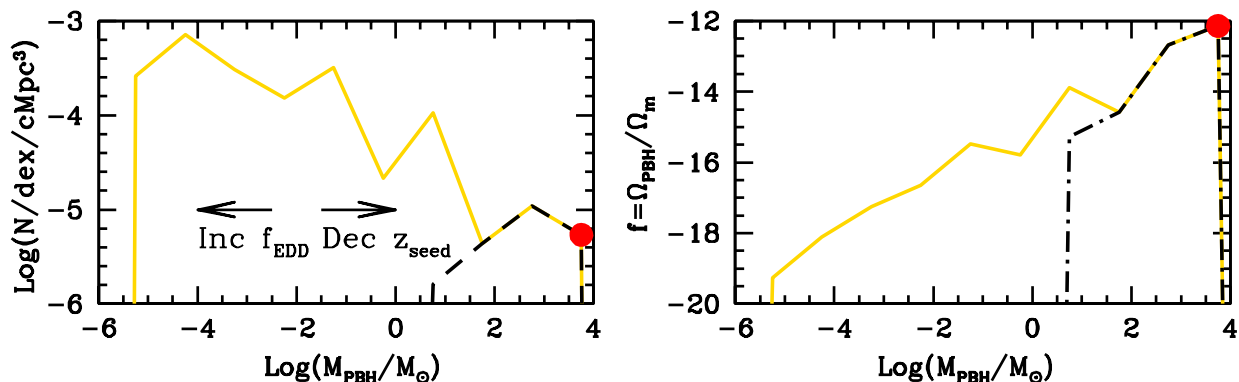 Log(N/dex/cMpc³)
-3
-4
-5
-6
Inc f_EDD Dec z_seed
-6 -4 -2 0 2 4
Log(M_PBH/M_⊙)
f=Ω_PBH/Ω_m
-12
-14
-16
-18
-20
-6 -4 -2 0 2 4
Log(M_PBH/M_⊙)